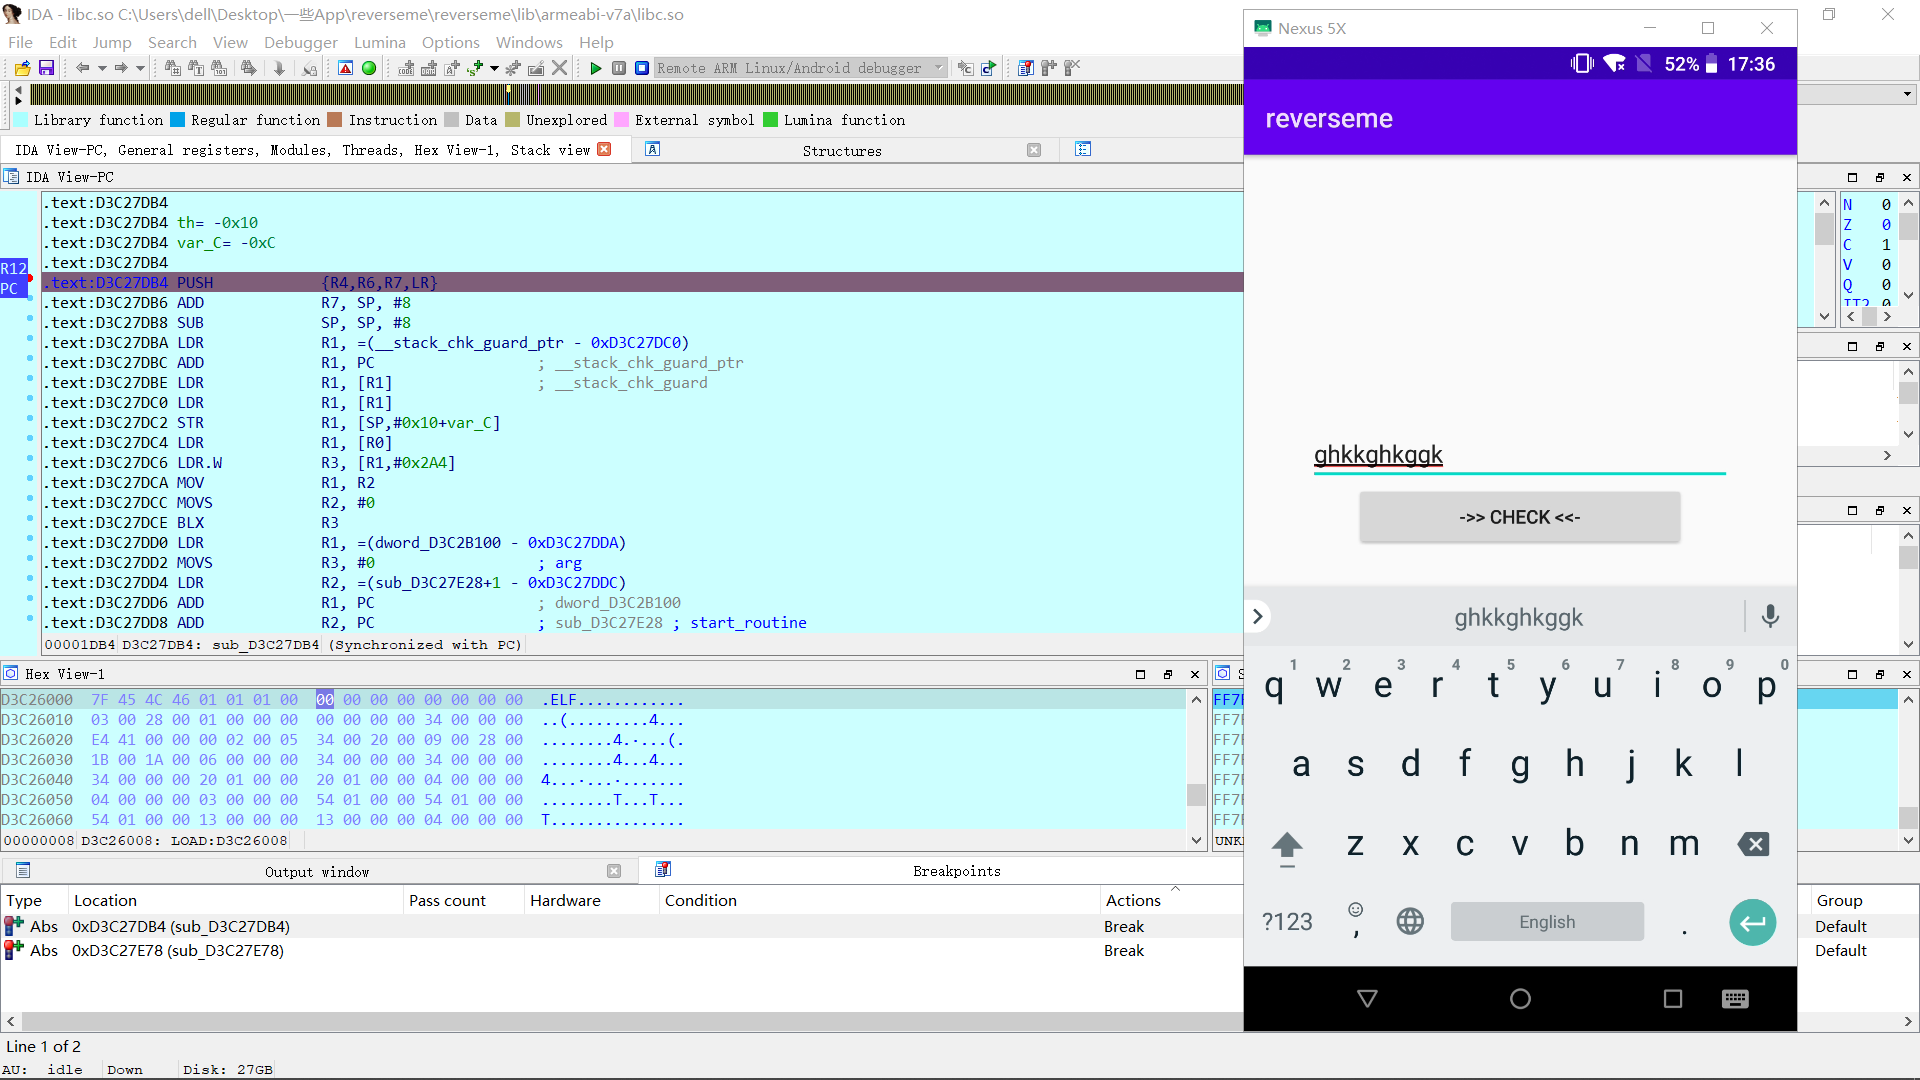 IDA - libc.so C:\Users\dell\Desktop\一些App\reverseme\reverseme\lib\armeabi-v7a\libc.so
File Edit Jump Search View Debugger Lumina Options Windows Help
Remote ARM Linux/Android debugger
Library function Regular function Instruction Data Unexplored External symbol Lumina function
IDA View-PC, General registers, Modules, Threads, Hex View-1, Stack view
Structures
IDA View-PC
.text:D3C27DB4
.text:D3C27DB4 th= -0x10
.text:D3C27DB4 var_C= -0xC
.text:D3C27DB4
R12
PC
.text:D3C27DB4 PUSH {R4,R6,R7,LR}
.text:D3C27DB6 ADD R7, SP, #8
.text:D3C27DB8 SUB SP, SP, #8
.text:D3C27DBA LDR R1, =(__stack_chk_guard_ptr - 0xD3C27DC0)
.text:D3C27DBC ADD R1, PC ; __stack_chk_guard_ptr
.text:D3C27DBE LDR R1, [R1] ; __stack_chk_guard
.text:D3C27DC0 LDR R1, [R1]
.text:D3C27DC2 STR R1, [SP,#0x10+var_C]
.text:D3C27DC4 LDR R1, [R0]
.text:D3C27DC6 LDR.W R3, [R1,#0x2A4]
.text:D3C27DCA MOV R1, R2
.text:D3C27DCC MOVS R2, #0
.text:D3C27DCE BLX R3
.text:D3C27DD0 LDR R1, =(dword_D3C2B100 - 0xD3C27DDA)
.text:D3C27DD2 MOVS R3, #0 ; arg
.text:D3C27DD4 LDR R2, =(sub_D3C27E28+1 - 0xD3C27DDC)
.text:D3C27DD6 ADD R1, PC ; dword_D3C2B100
.text:D3C27DD8 ADD R2, PC ; sub_D3C27E28 ; start_routine
00001DB4 D3C27DB4: sub_D3C27DB4 (Synchronized with PC)
N 0
Z 0
C 1
V 0
Q 0
IT2 0
Hex View-1
D3C26000 7F 45 4C 46 01 01 01 00 00 00 00 00 00 00 00 00 .ELF............
D3C26010 03 00 28 00 01 00 00 00 00 00 00 00 34 00 00 00 ..(.........4...
D3C26020 E4 41 00 00 00 02 00 05 34 00 20 00 09 00 28 00 ........4. ...(.
D3C26030 1B 00 1A 00 06 00 00 00 34 00 00 00 34 00 00 00 ........4...4...
D3C26040 34 00 00 00 20 01 00 00 20 01 00 00 04 00 00 00 4... ... .......
D3C26050 04 00 00 00 03 00 00 00 54 01 00 00 54 01 00 00 ........T...T...
D3C26060 54 01 00 00 13 00 00 00 13 00 00 00 04 00 00 00 T...............
00000008 D3C26008: LOAD:D3C26008
Output window
Breakpoints
Type Location Pass count Hardware Condition Actions Group
Abs 0xD3C27DB4 (sub_D3C27DB4) Break Default
Abs 0xD3C27E78 (sub_D3C27E78) Break Default
Line 1 of 2
AU: idle Down Disk: 27GB
Nexus 5X
52% 17:36
reverseme
ghkkghkggk
->> CHECK <<-
ghkkghkggk
1 2 3 4 5 6 7 8 9 0
q w e r t y u i o p
a s d f g h j k l
z x c v b n m
?123 , English .